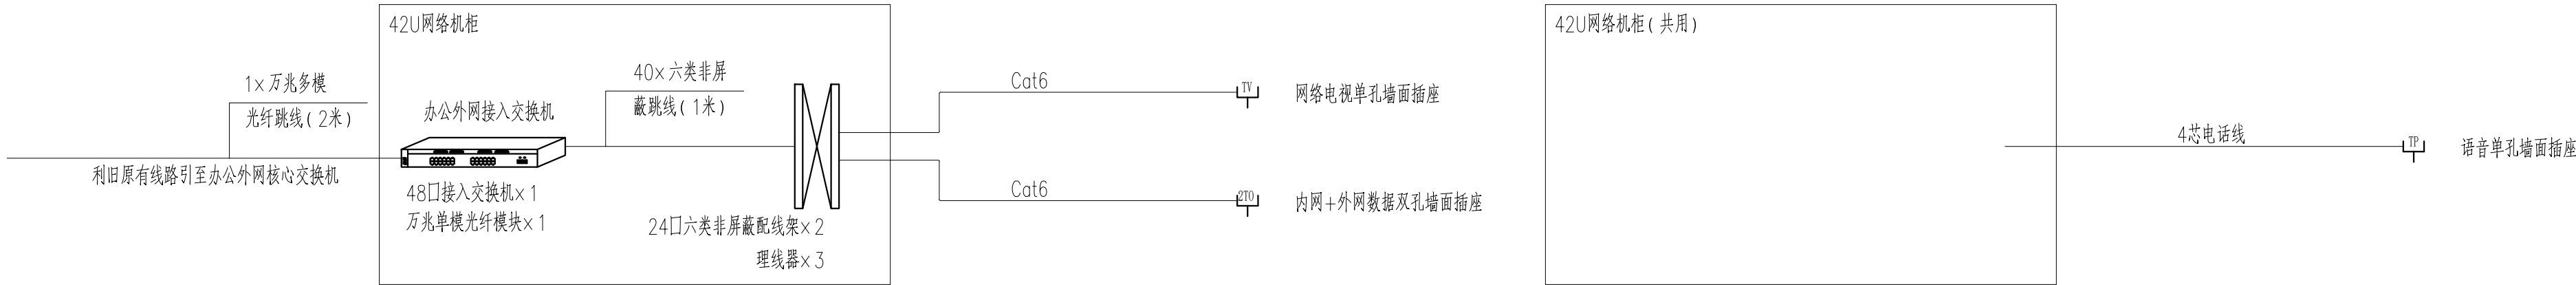 42U网络机柜
1×万兆多模
光纤跳线(2米)
利旧原有线路引至办公外网核心交换机
办公外网接入交换机
48口接入交换机×1
万兆单模光纤模块×1
40×六类非屏
蔽跳线(1米)
24口六类非屏蔽配线架×2
理线器×3
Cat6
TV
网络电视单孔墙面插座
Cat6
2TO
内网+外网数据双孔墙面插座
42U网络机柜(共用)
4芯电话线
TP
语音单孔墙面插座